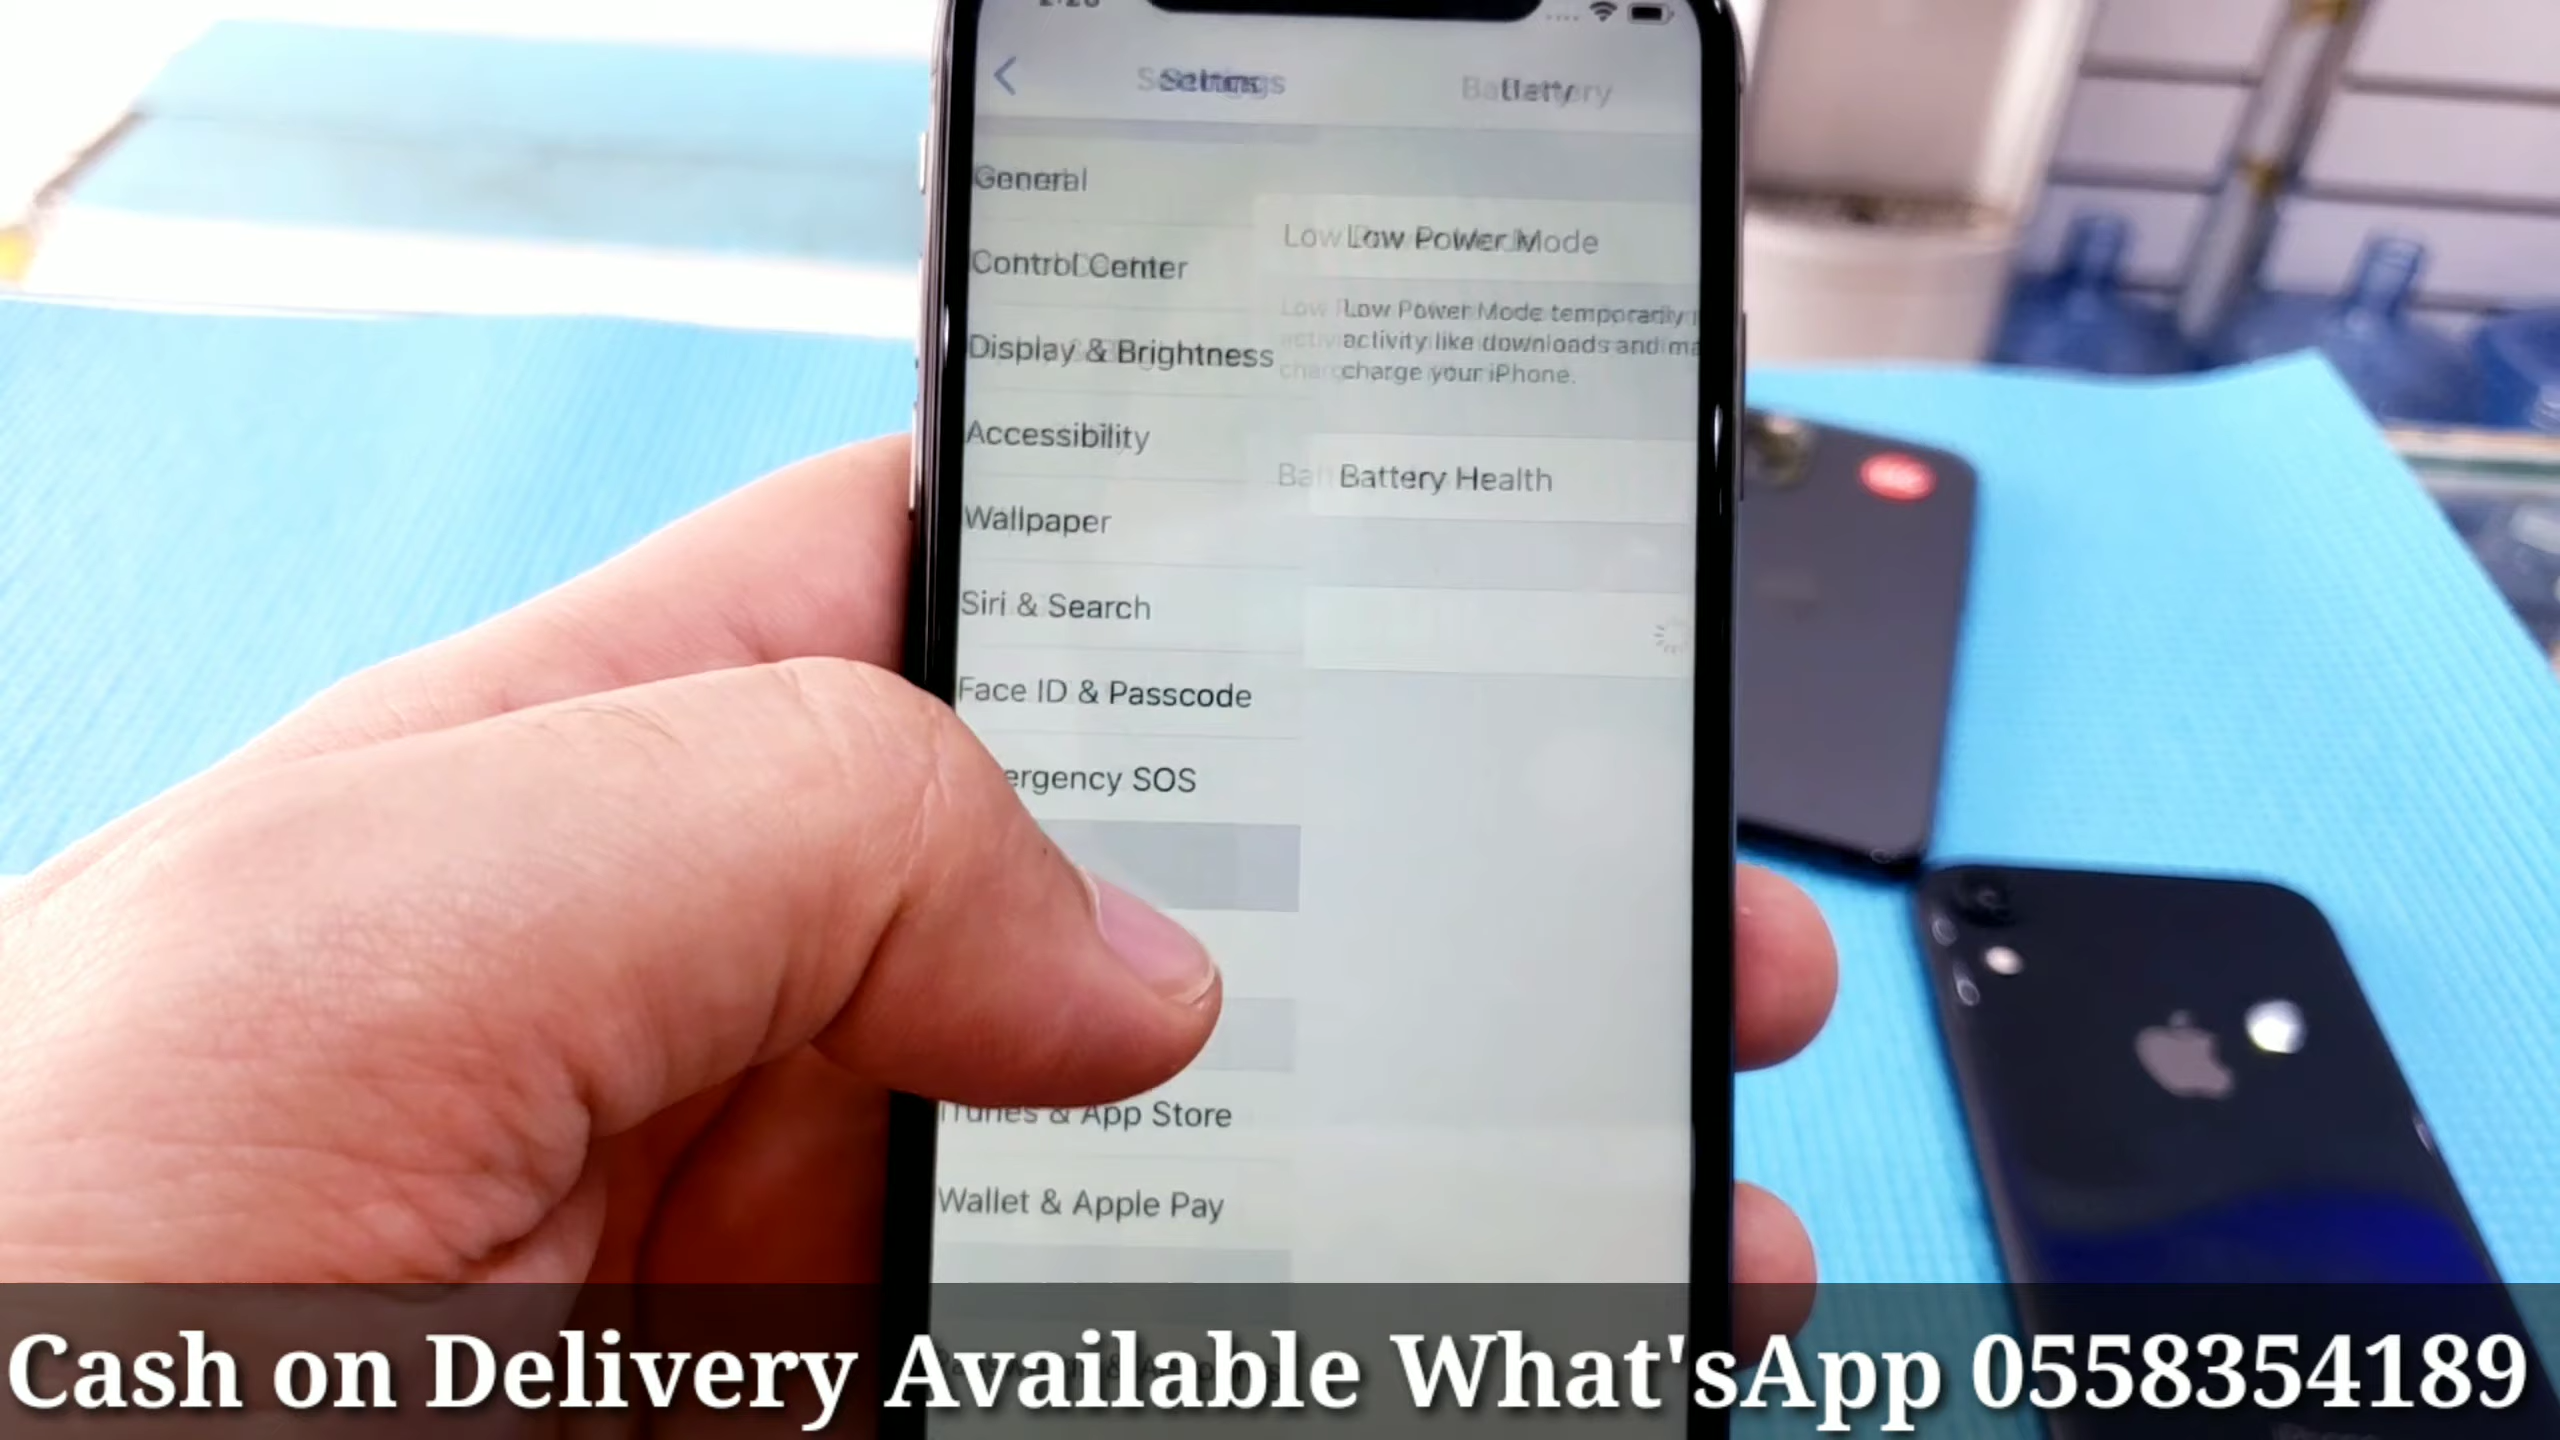 Settings
Battery
General
Control Center
Display & Brightness
Accessibility
Wallpaper
Siri & Search
Face ID & Passcode
ergency SOS
iTunes & App Store
Wallet & Apple Pay
Low Power Mode
Low Power Mode temporarily
activity like downloads and ma
charge your iPhone.
Battery Health
Cash on Delivery Available What'sApp 0558354189